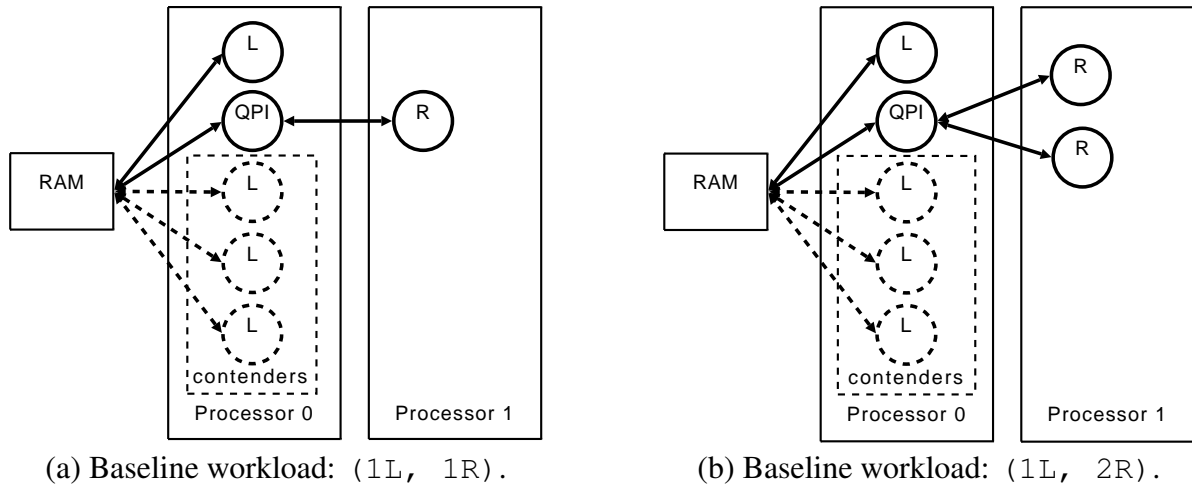 L
QPI
R
RAM
L
L
L
contenders
Processor 0
Processor 1
(a) Baseline workload: (1L, 1R).
L
R
QPI
R
RAM
L
L
L
contenders
Processor 0
Processor 1
(b) Baseline workload: (1L, 2R).